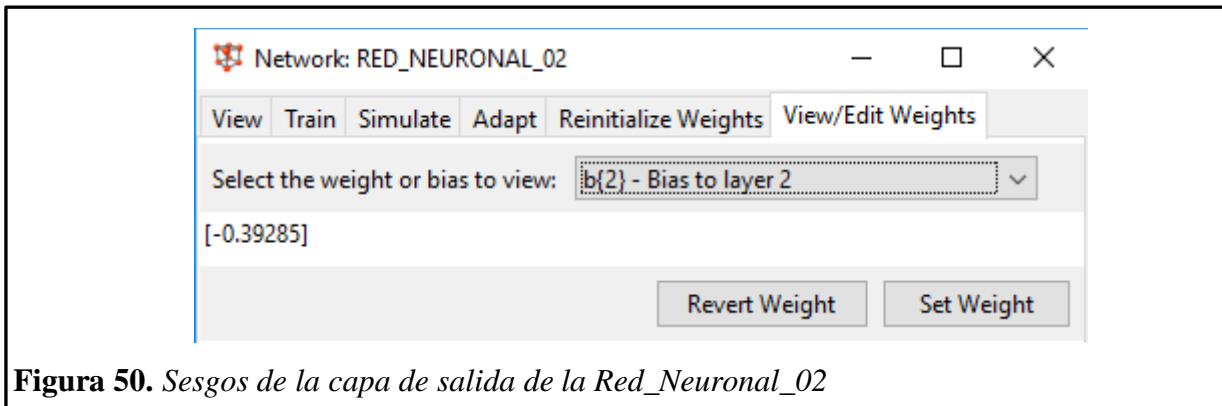 Network: RED_NEURONAL_02
View Train Simulate Adapt Reinitialize Weights View/Edit Weights
Select the weight or bias to view: b{2} - Bias to layer 2
[-0.39285]
Revert Weight Set Weight
Figura 50. Sesgos de la capa de salida de la Red_Neuronal_02